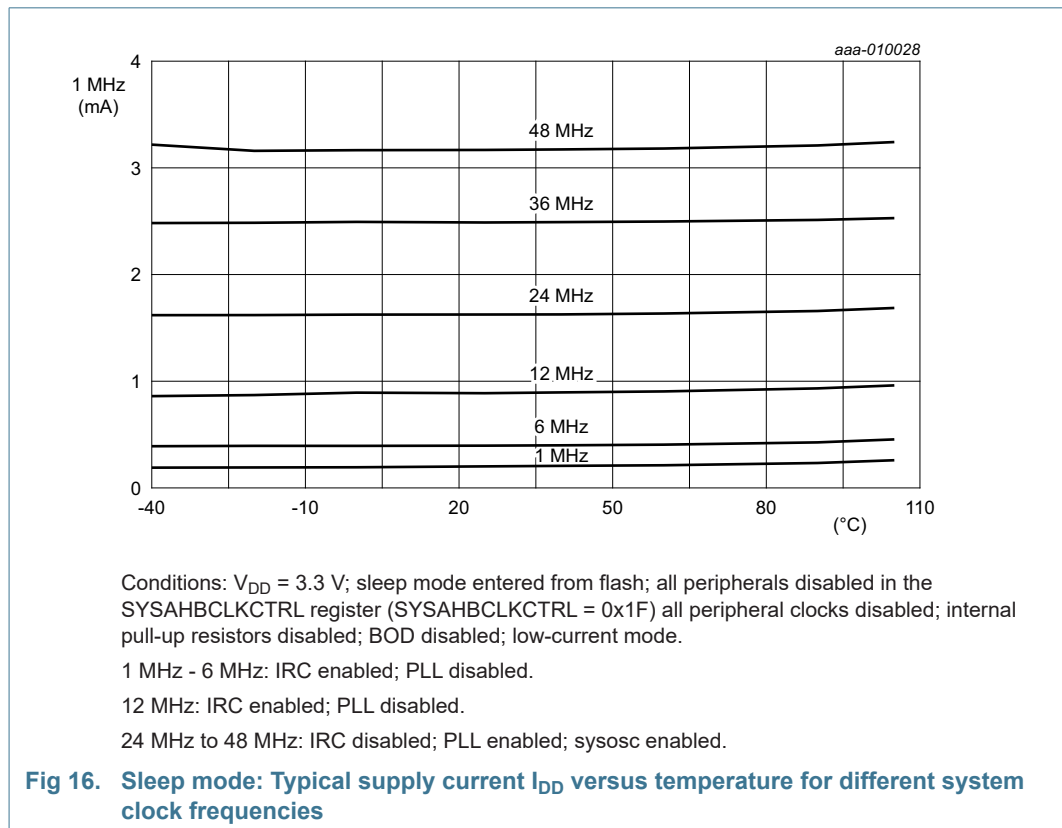 aaa-010028
4
1 MHz
(mA)
48 MHz
3
36 MHz
2
24 MHz
1
12 MHz
6 MHz
1 MHz
0
-40 -10 20 50 80 110
(°C)
Conditions: VDD = 3.3 V; sleep mode entered from flash; all peripherals disabled in the
SYSAHBCLKCTRL register (SYSAHBCLKCTRL = 0x1F) all peripheral clocks disabled; internal
pull-up resistors disabled; BOD disabled; low-current mode.
1 MHz - 6 MHz: IRC enabled; PLL disabled.
12 MHz: IRC enabled; PLL disabled.
24 MHz to 48 MHz: IRC disabled; PLL enabled; sysosc enabled.
Fig 16. Sleep mode: Typical supply current IDD versus temperature for different system
clock frequencies